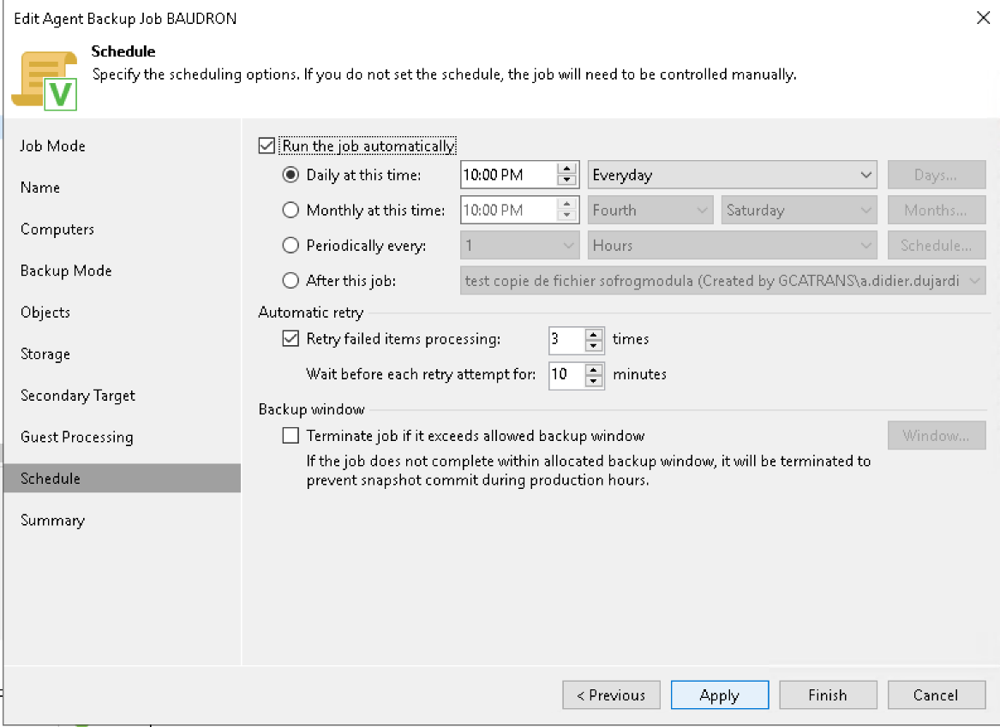 Edit Agent Backup Job BAUDRON
Schedule
Specify the scheduling options. If you do not set the schedule, the job will need to be controlled manually.
V
Job Mode
Name
Computers
Backup Mode
Objects
Storage
Secondary Target
Guest Processing
Schedule
Summary
Run the job automatically
Daily at this time: 10:00 PM Everyday Days...
Monthly at this time: 10:00 PM Fourth Saturday Months...
Periodically every: 1 Hours Schedule...
After this job: test copie de fichier sofrogmodula (Created by GCATRANS\a.didier.dujardi
Automatic retry
Retry failed items processing: 3 times
Wait before each retry attempt for: 10 minutes
Backup window
Terminate job if it exceeds allowed backup window Window...
If the job does not complete within allocated backup window, it will be terminated to
prevent snapshot commit during production hours.
< Previous Apply Finish Cancel